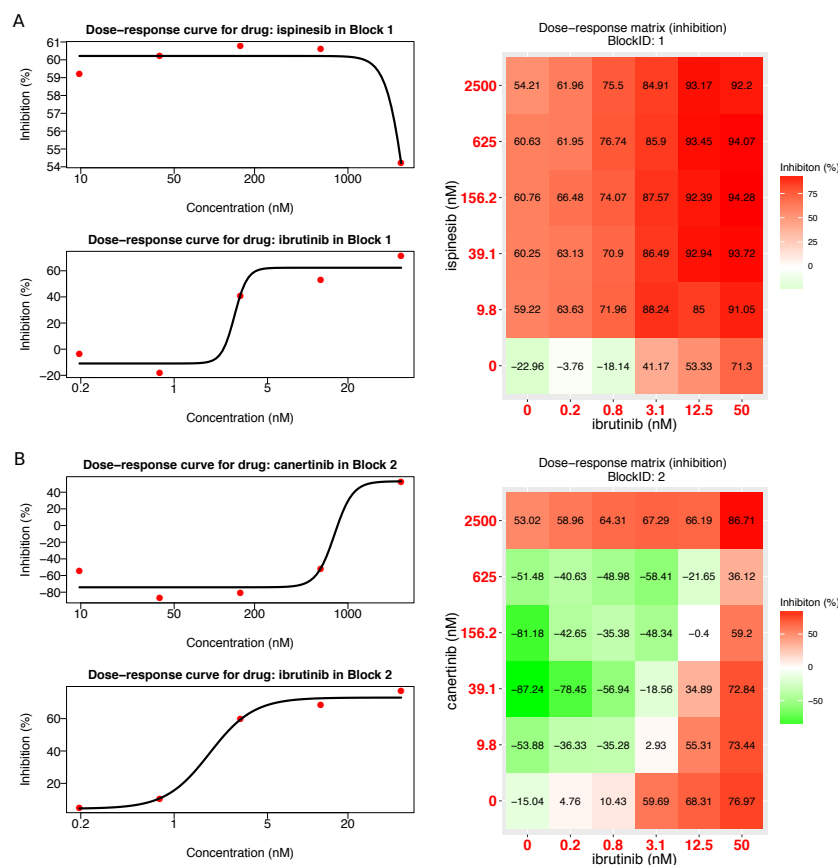 A
Dose−response curve for drug: ispinesib in Block 1
Inhibition (%)
61
60
59
58
57
56
55
54
10 50 200 1000
Concentration (nM)
Dose−response curve for drug: ibrutinib in Block 1
Inhibition (%)
60
40
20
0
−20
0.2 1 5 20
Concentration (nM)
Dose−response matrix (inhibition)
BlockID: 1
ispinesib (nM)
2500 54.21 61.96 75.5 84.91 93.17 92.2
625 60.63 61.95 76.74 85.9 93.45 94.07
156.2 60.76 66.48 74.07 87.57 92.39 94.28
39.1 60.25 63.13 70.9 86.49 92.94 93.72
9.8 59.22 63.63 71.96 88.24 85 91.05
0 −22.96 −3.76 −18.14 41.17 53.33 71.3
0 0.2 0.8 3.1 12.5 50
ibrutinib (nM)
Inhibiton (%)
75
50
25
0
B
Dose−response curve for drug: canertinib in Block 2
Inhibition (%)
40
20
0
−20
−40
−60
−80
10 50 200 1000
Concentration (nM)
Dose−response curve for drug: ibrutinib in Block 2
Inhibition (%)
60
40
20
0.2 1 5 20
Concentration (nM)
Dose−response matrix (inhibition)
BlockID: 2
canertinib (nM)
2500 53.02 58.96 64.31 67.29 66.19 86.71
625 −51.48 −40.63 −48.98 −58.41 −21.65 36.12
156.2 −81.18 −42.65 −35.38 −48.34 −0.4 59.2
39.1 −87.24 −78.45 −56.94 −18.56 34.89 72.84
9.8 −53.88 −36.33 −35.28 2.93 55.31 73.44
0 −15.04 4.76 10.43 59.69 68.31 76.97
0 0.2 0.8 3.1 12.5 50
ibrutinib (nM)
Inhibiton (%)
50
0
−50